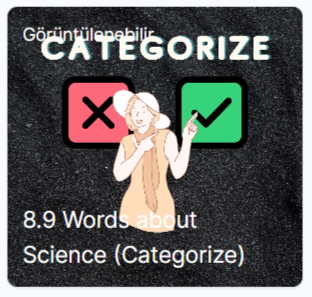 Görüntülenebilir
CATEGORIZE
8.9 Words about
Science (Categorize)